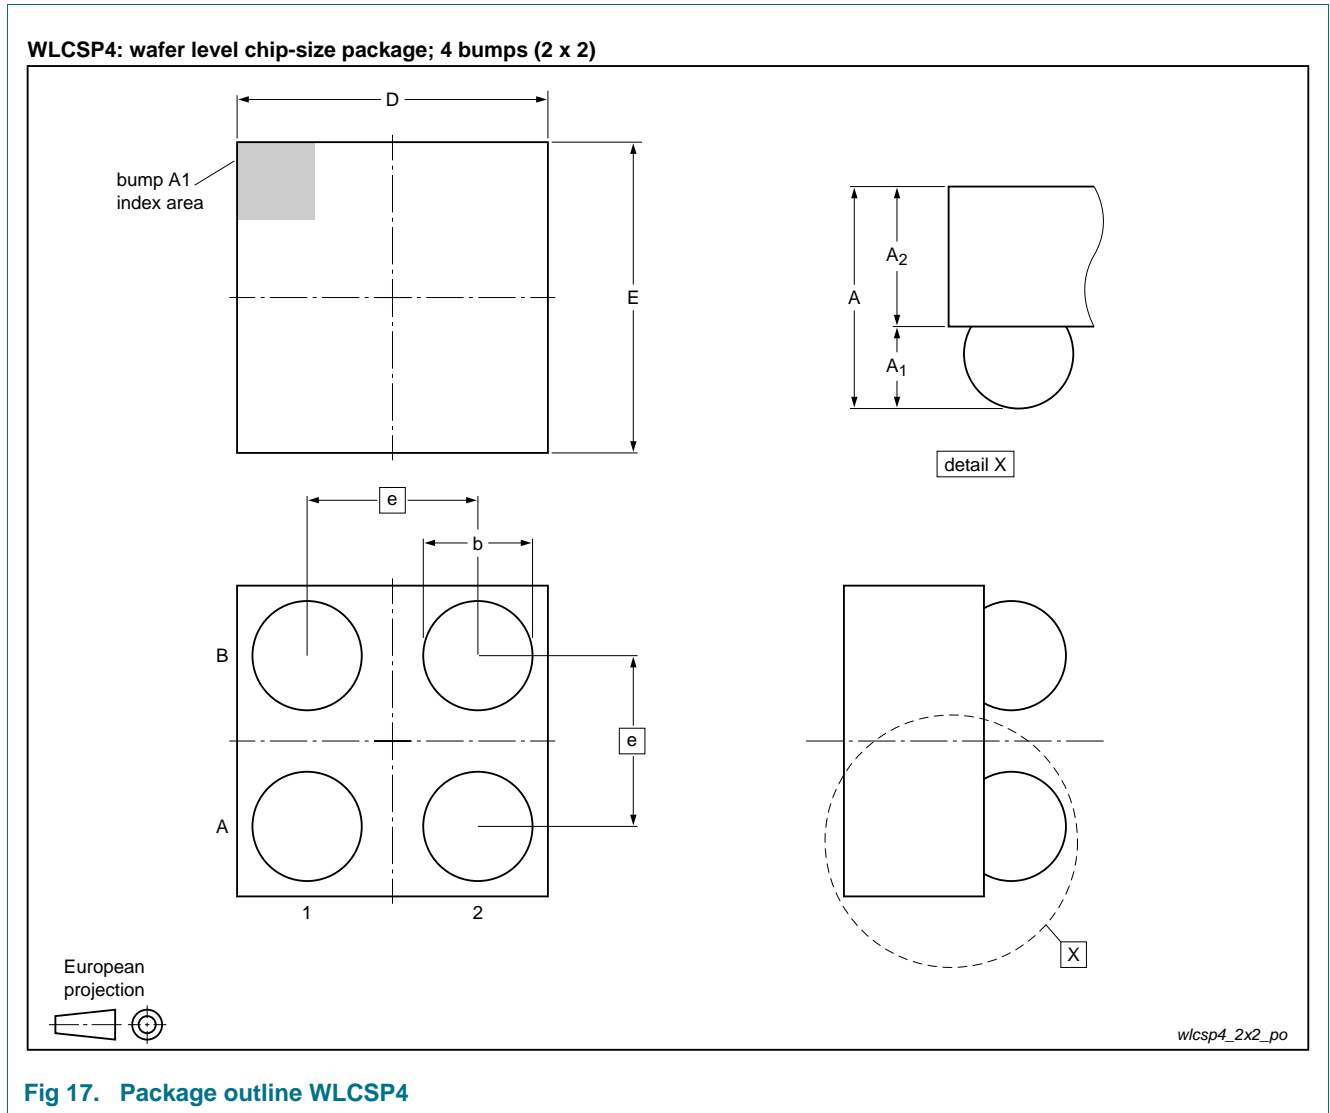 WLCSP4: wafer level chip-size package; 4 bumps (2 x 2)
D
bump A1
index area
E
A
A2
A1
detail X
e
b
B
e
A
1
2
X
European
projection
wlcsp4_2x2_po
Fig 17. Package outline WLCSP4